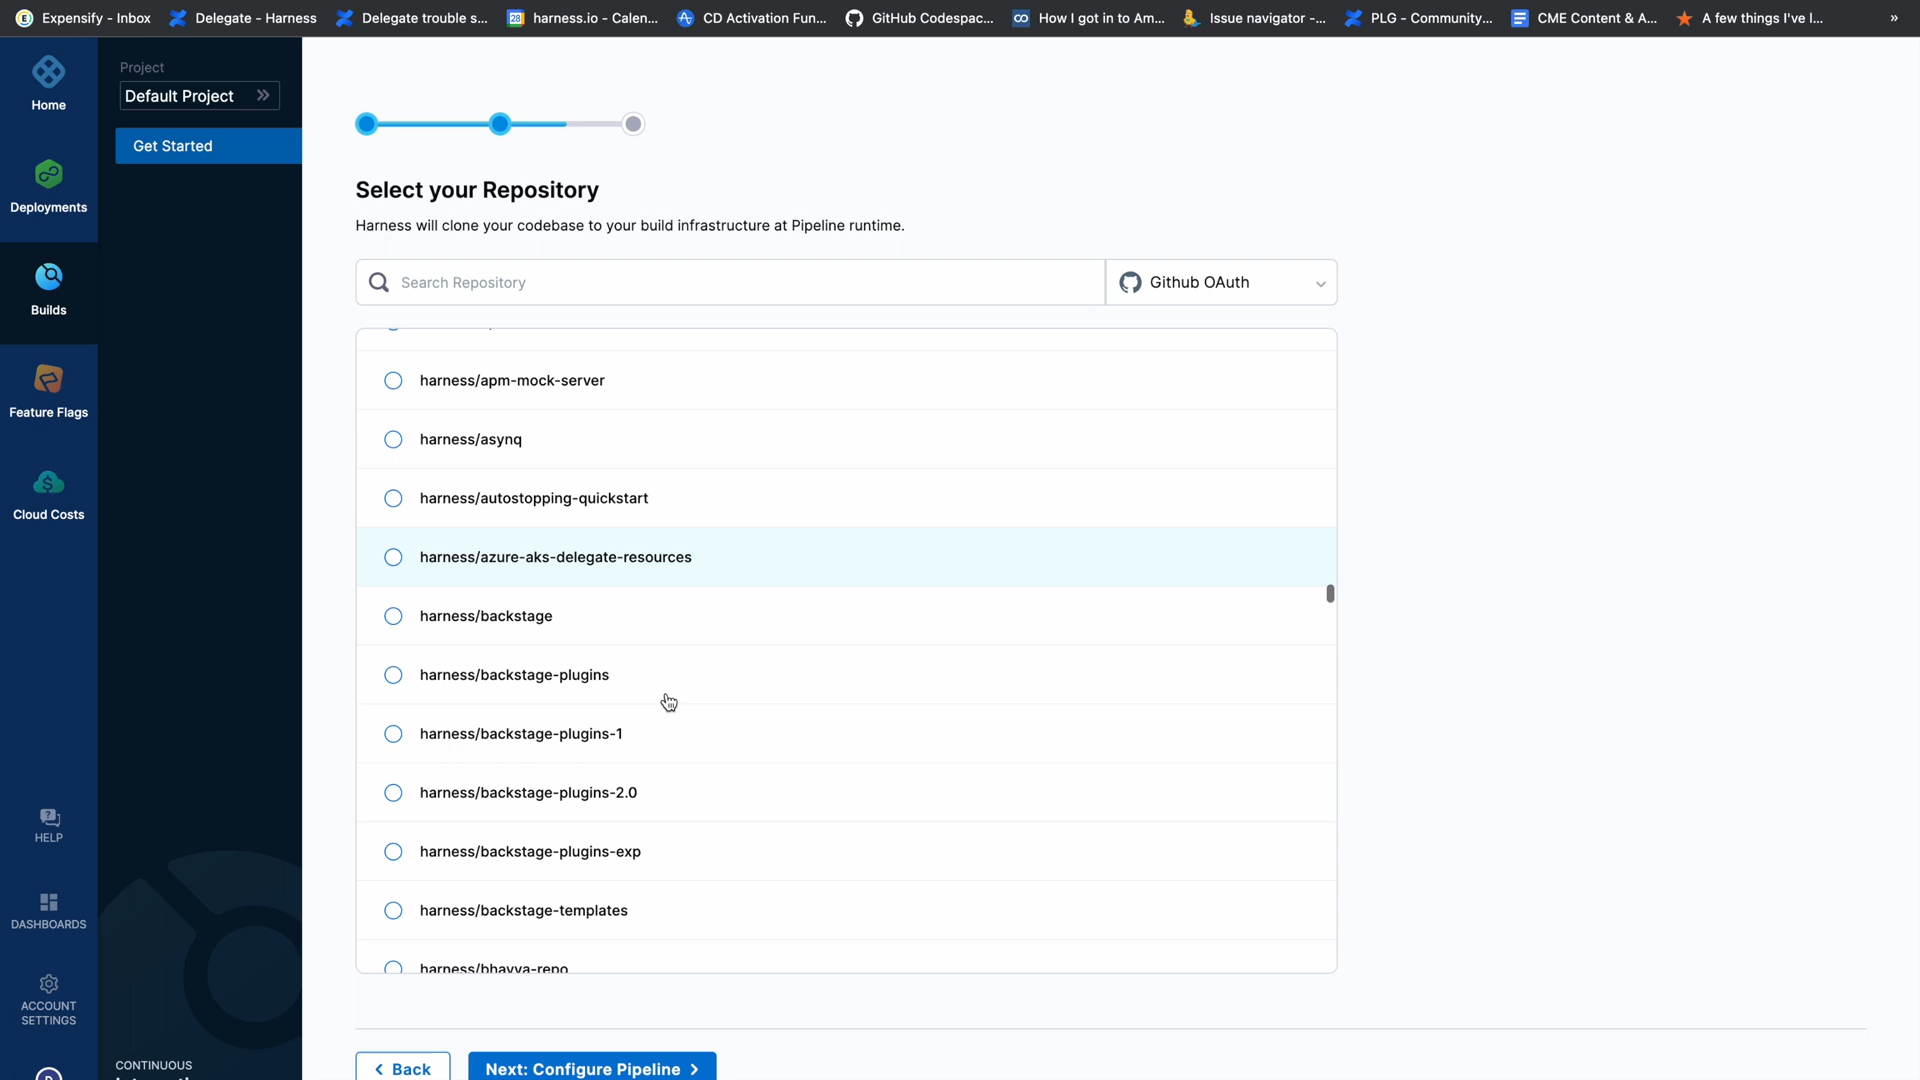 Expensify - Inbox
Delegate - Harness
Delegate trouble s...
28
harness.io - Calen...
CD Activation Fun...
GitHub Codespac...
How I got in to Am...
Issue navigator -...
PLG - Community...
CME Content & A...
A few things I've l...
»
Home
Deployments
Builds
Feature Flags
Cloud Costs
HELP
DASHBOARDS
ACCOUNT
SETTINGS
Project
Default Project
Get Started
CONTINUOUS
Select your Repository
Harness will clone your codebase to your build infrastructure at Pipeline runtime.
Search Repository
Github OAuth
harness/apm-mock-server
harness/asynq
harness/autostopping-quickstart
harness/azure-aks-delegate-resources
harness/backstage
harness/backstage-plugins
harness/backstage-plugins-1
harness/backstage-plugins-2.0
harness/backstage-plugins-exp
harness/backstage-templates
harness/bhavya-repo
< Back
Next: Configure Pipeline >